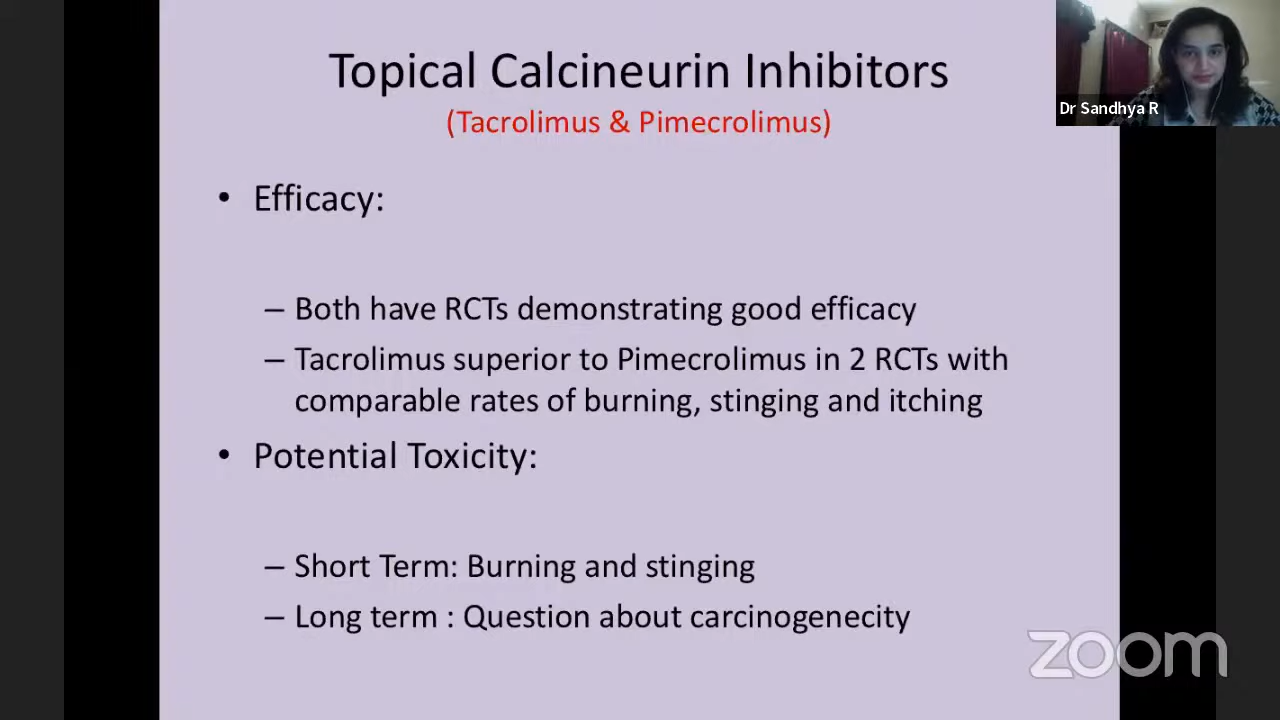 Topical Calcineurin Inhibitors
(Tacrolimus & Pimecrolimus)
Dr Sandhya R
• Efficacy:
– Both have RCTs demonstrating good efficacy
– Tacrolimus superior to Pimecrolimus in 2 RCTs with
comparable rates of burning, stinging and itching
• Potential Toxicity:
– Short Term: Burning and stinging
– Long term : Question about carcinogenecity
zoom